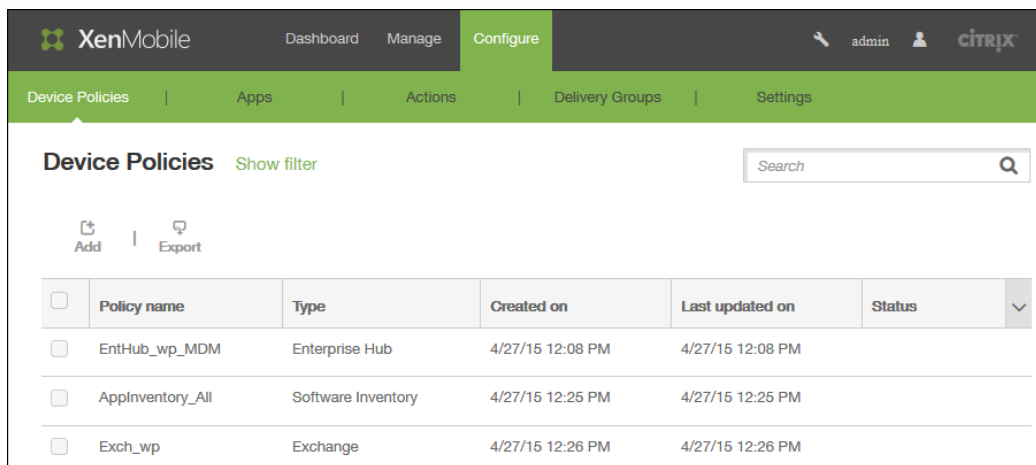 XenMobile Dashboard Manage Configure admin CİTRIX
Device Policies | Apps | Actions | Delivery Groups | Settings
Device Policies Show filter Search
Add | Export
Policy name Type Created on Last updated on Status
EntHub_wp_MDM Enterprise Hub 4/27/15 12:08 PM 4/27/15 12:08 PM
AppInventory_All Software Inventory 4/27/15 12:25 PM 4/27/15 12:25 PM
Exch_wp Exchange 4/27/15 12:26 PM 4/27/15 12:26 PM